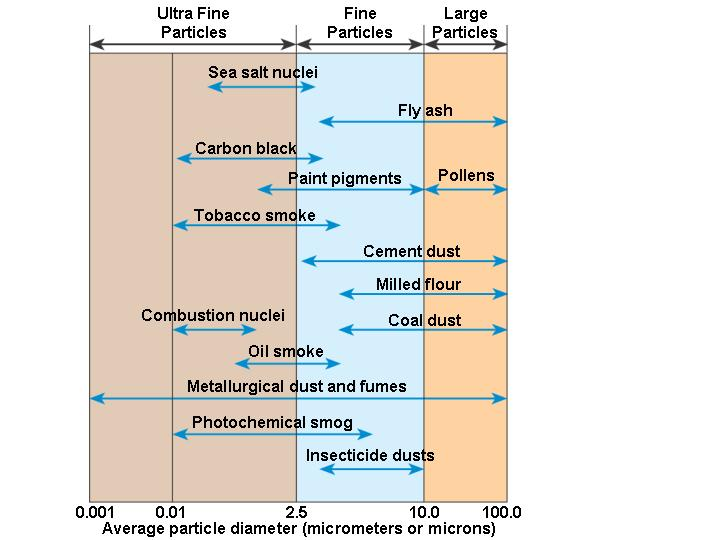 Ultra Fine
Particles
Fine
Particles
Large
Particles
Sea salt nuclei
Fly ash
Carbon black
Paint pigments
Pollens
Tobacco smoke
Cement dust
Milled flour
Combustion nuclei
Coal dust
Oil smoke
Metallurgical dust and fumes
Photochemical smog
Insecticide dusts
0.001 0.01 2.5 10.0 100.0
Average particle diameter (micrometers or microns)